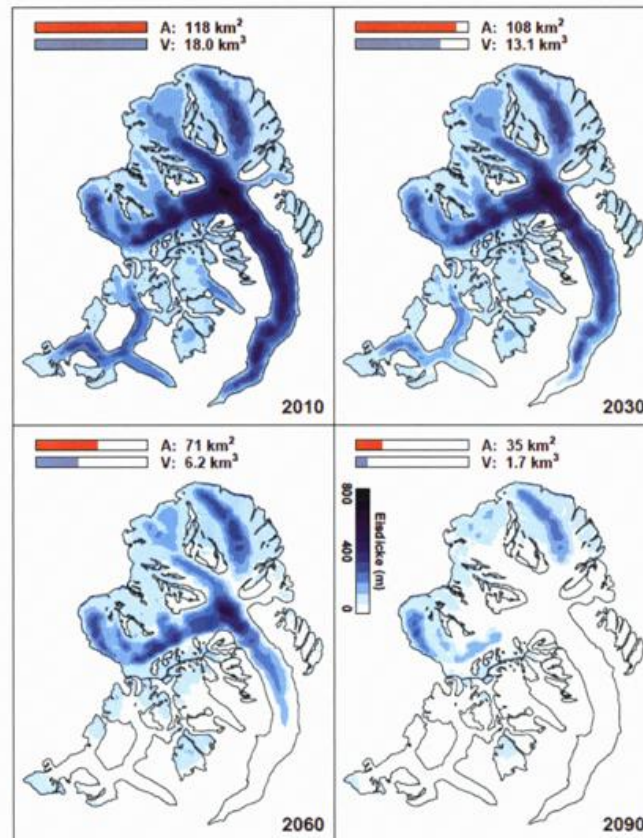 A: 118 km²
V: 18.0 km³
2010
A: 108 km²
V: 13.1 km³
2030
A: 71 km²
V: 6.2 km³
2060
A: 35 km²
V: 1.7 km³
800
400
0
Eisdicke (m)
2090